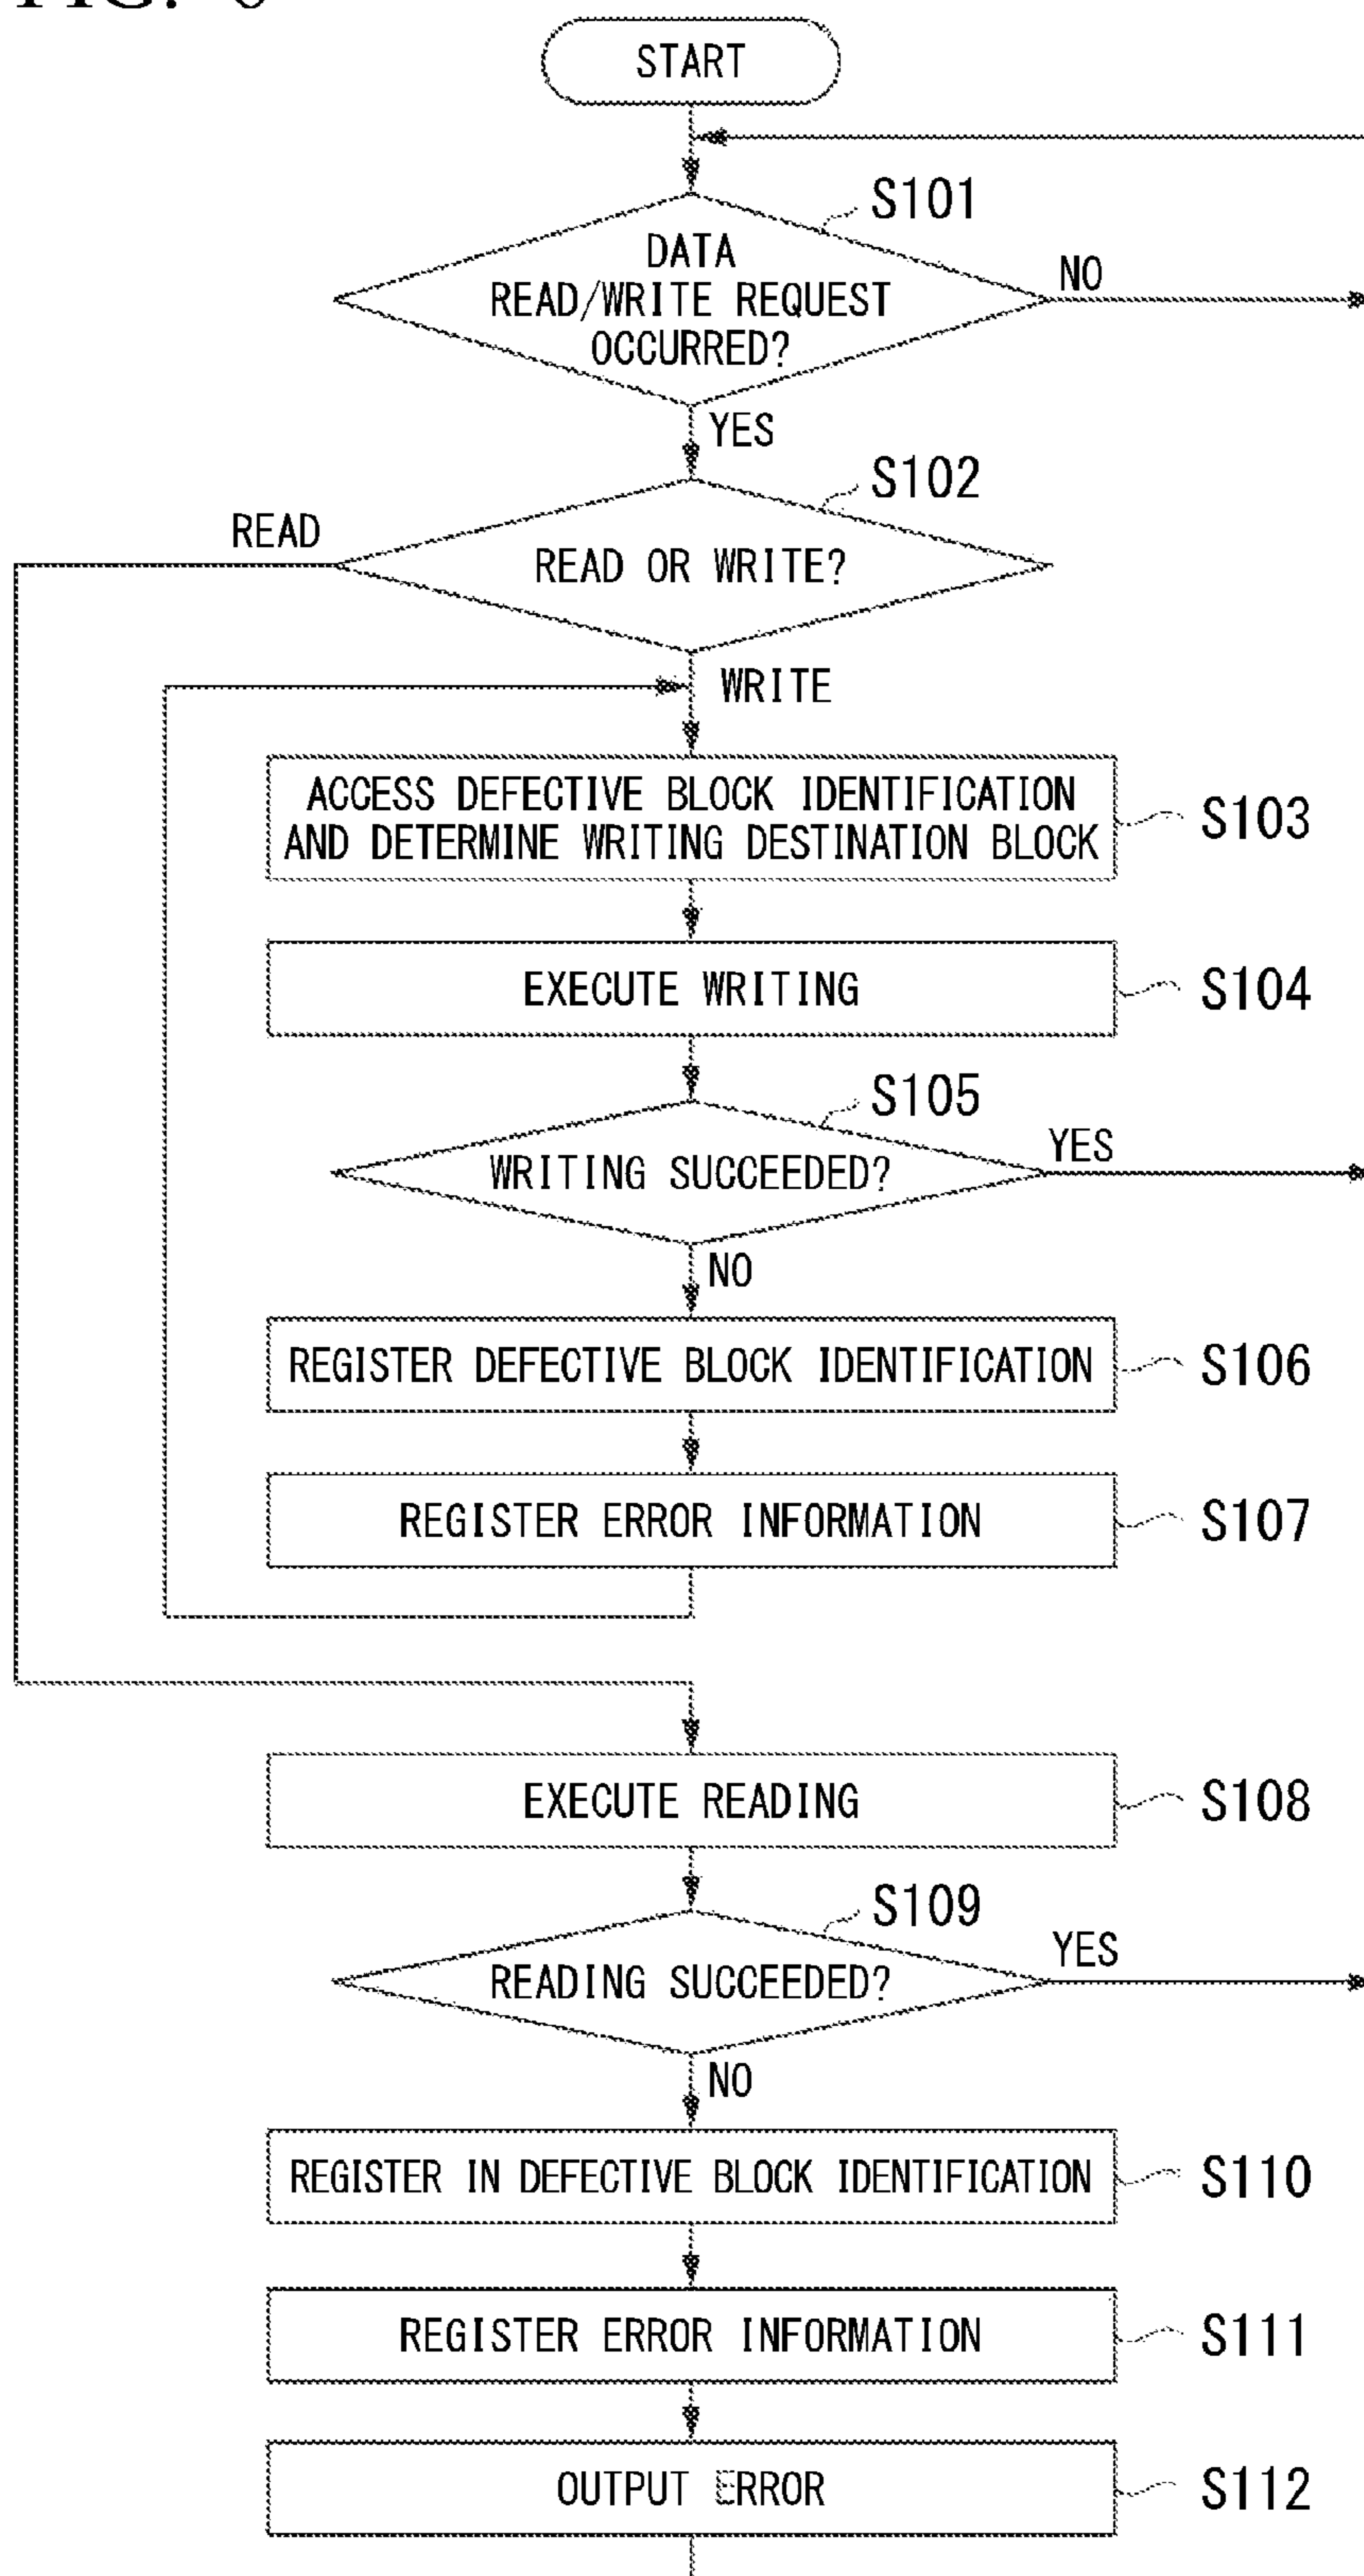 START
S101
DATA
READ/WRITE REQUEST
OCCURRED?
NO
YES
S102
READ
READ OR WRITE?
WRITE
ACCESS DEFECTIVE BLOCK IDENTIFICATION
AND DETERMINE WRITING DESTINATION BLOCK
S103
EXECUTE WRITING
S104
S105
WRITING SUCCEEDED?
YES
NO
REGISTER DEFECTIVE BLOCK IDENTIFICATION
S106
REGISTER ERROR INFORMATION
S107
EXECUTE READING
S108
S109
READING SUCCEEDED?
YES
NO
REGISTER IN DEFECTIVE BLOCK IDENTIFICATION
S110
REGISTER ERROR INFORMATION
S111
OUTPUT ERROR
S112